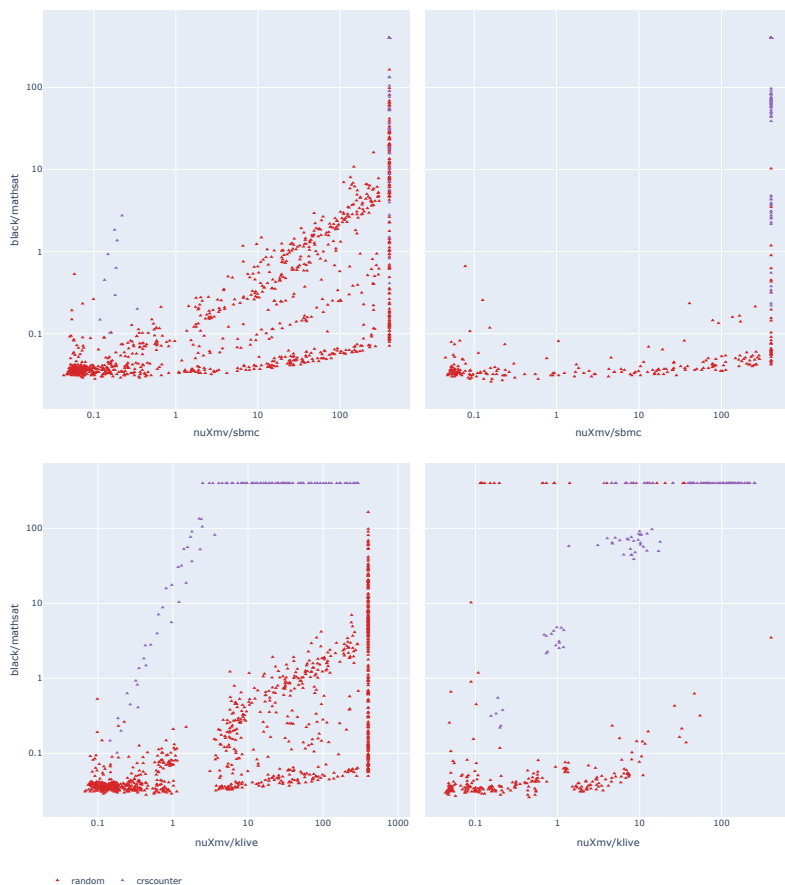 100
10
1
0.1
black/mathsat
0.1 1 10 100 0.1 1 10 100
nuXmv/sbmc nuXmv/sbmc
100
10
1
0.1
black/mathsat
0.1 1 10 100 1000 0.1 1 10 100
nuXmv/klive nuXmv/klive
random crscounter